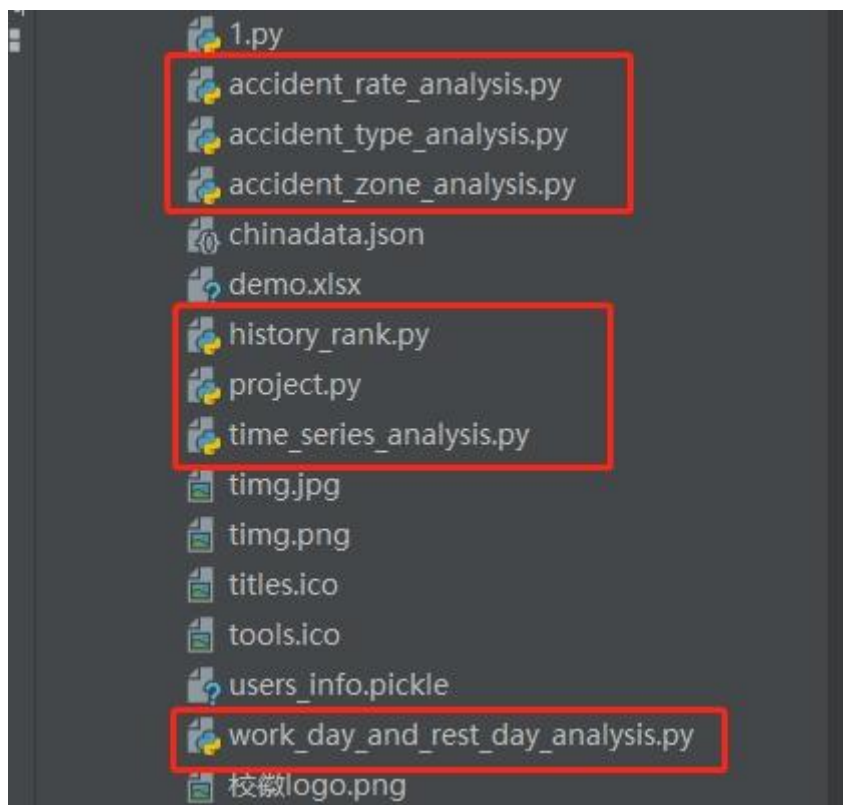 1.py
accident_rate_analysis.py
accident_type_analysis.py
accident_zone_analysis.py
chinadata.json
demo.xlsx
history_rank.py
project.py
time_series_analysis.py
timg.jpg
timg.png
titles.ico
tools.ico
users_info.pickle
work_day_and_rest_day_analysis.py
校徽logo.png